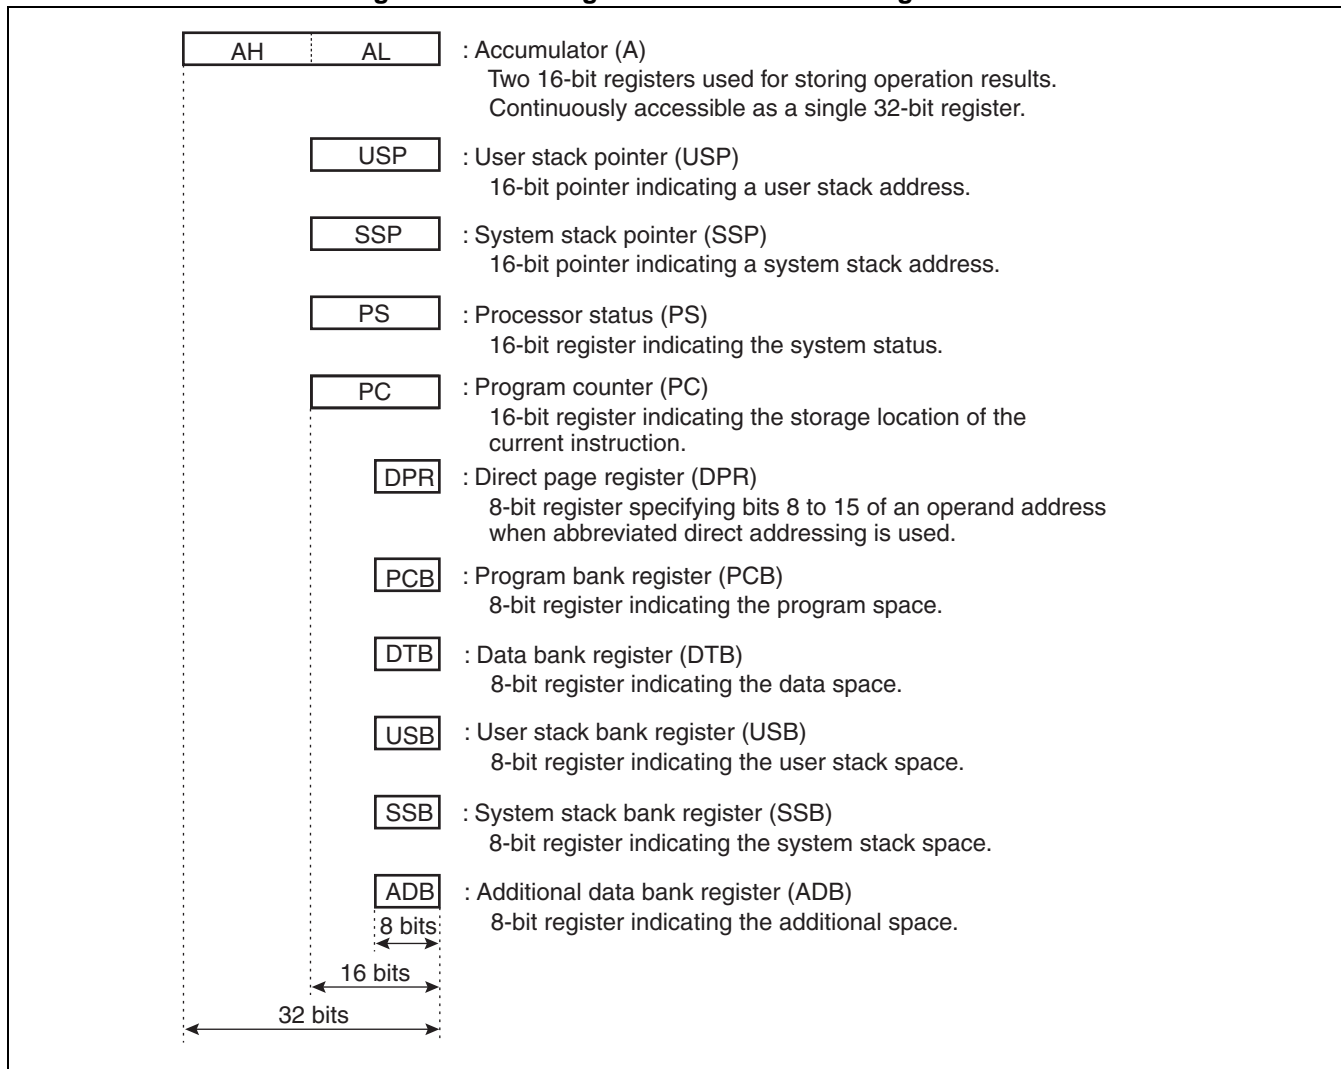 AH AL : Accumulator (A)
Two 16-bit registers used for storing operation results.
Continuously accessible as a single 32-bit register.
USP : User stack pointer (USP)
16-bit pointer indicating a user stack address.
SSP : System stack pointer (SSP)
16-bit pointer indicating a system stack address.
PS : Processor status (PS)
16-bit register indicating the system status.
PC : Program counter (PC)
16-bit register indicating the storage location of the
current instruction.
DPR : Direct page register (DPR)
8-bit register specifying bits 8 to 15 of an operand address
when abbreviated direct addressing is used.
PCB : Program bank register (PCB)
8-bit register indicating the program space.
DTB : Data bank register (DTB)
8-bit register indicating the data space.
USB : User stack bank register (USB)
8-bit register indicating the user stack space.
SSB : System stack bank register (SSB)
8-bit register indicating the system stack space.
ADB : Additional data bank register (ADB)
8-bit register indicating the additional space.
8 bits
16 bits
32 bits